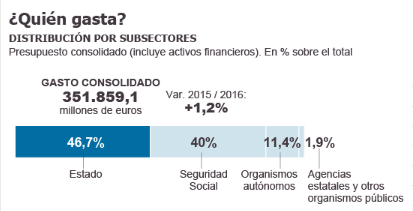 ¿Quién gasta?
DISTRIBUCIÓN POR SUBSECTORES
Presupuesto consolidado (incluye activos financieros). En % sobre el total
GASTO CONSOLIDADO
351.859,1
millones de euros
Var. 2015 / 2016:
+1,2%
46,7% 40% 11,4% 1,9%
Estado
Seguridad
Social
Organismos
autónomos
Agencias
estatales y otros
organismos públicos